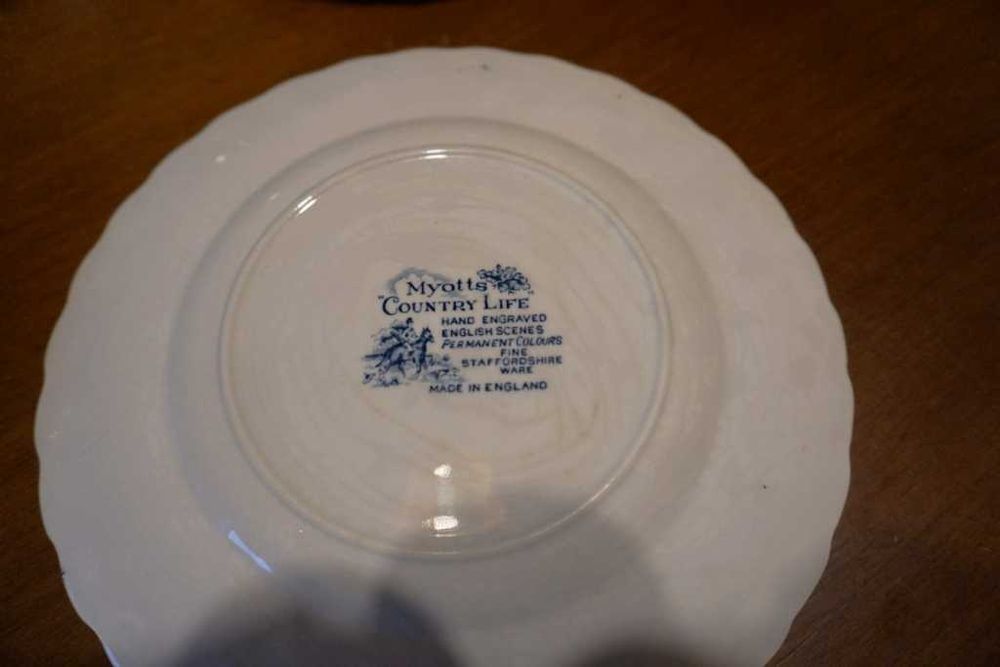 Myotts
"COUNTRY LIFE"
HAND ENGRAVED
ENGLISH SCENES
PERMANENT COLOURS
FINE
STAFFORDSHIRE
WARE
MADE IN ENGLAND